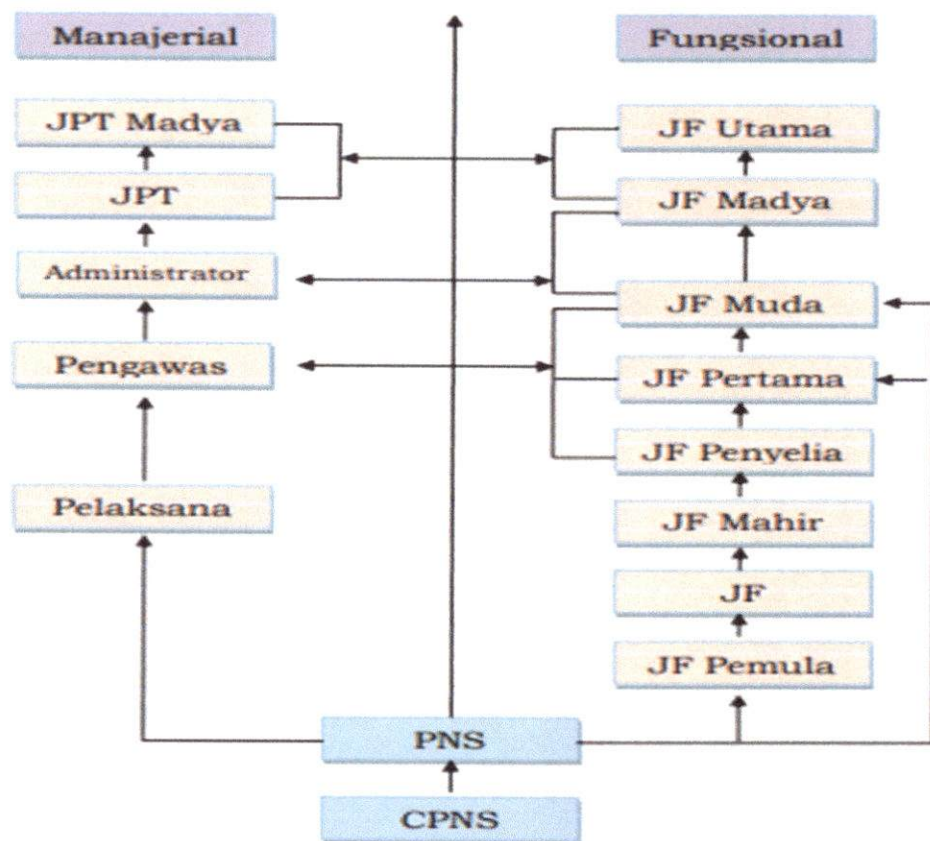 Manajerial
JPT Madya
JPT
Administrator
Pengawas
Pelaksana
Fungsional
JF Utama
JF Madya
JF Muda
JF Pertama
JF Penyelia
JF Mahir
JF
JF Pemula
PNS
CPNS